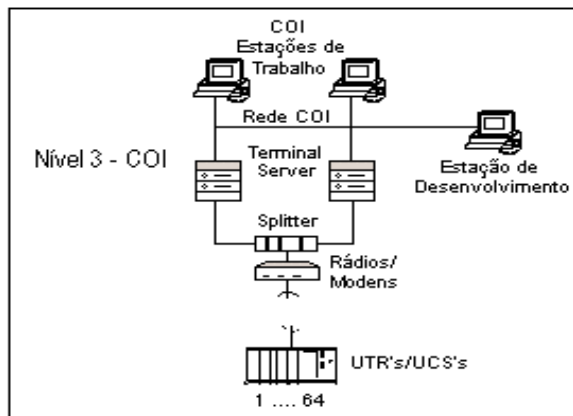 COI
Estações de
Trabalho
Rede COI
Nível 3 - COI
Terminal
Server
Estação de
Desenvolvimento
Splitter
Rádios/
Modens
UTR's/UCS's
1 .... 64